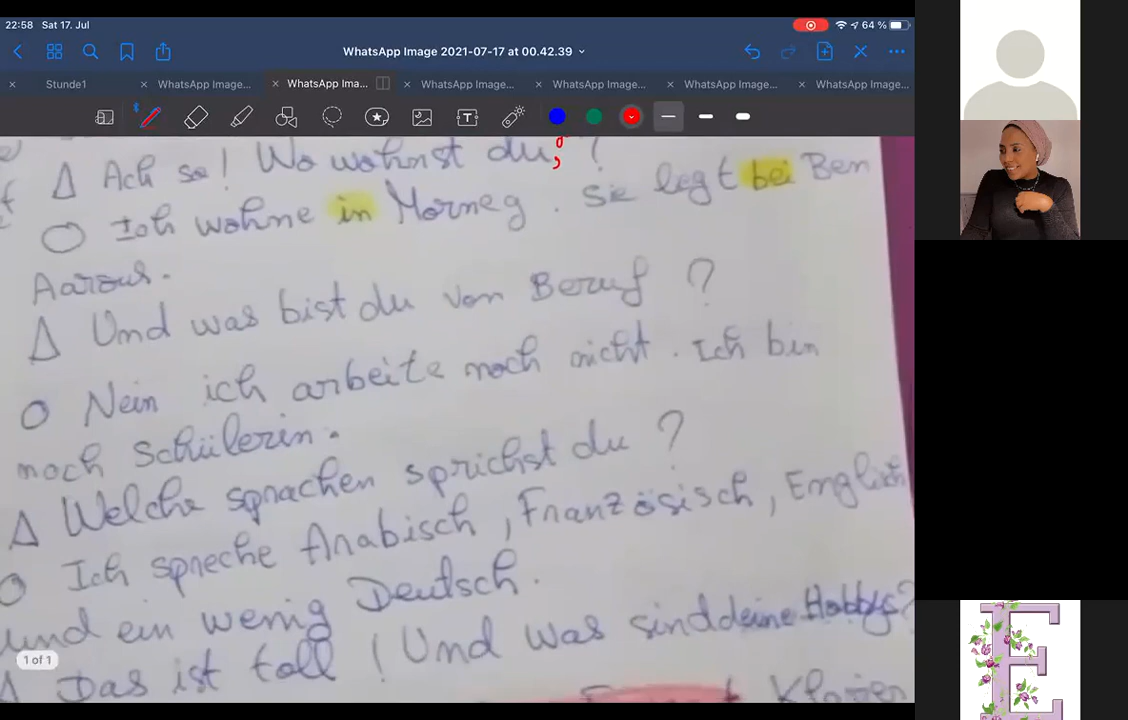 22:58 Sat 17. Jul 64 %
WhatsApp Image 2021-07-17 at 00.42.39
Stunde1 WhatsApp Image... WhatsApp Ima... WhatsApp Image... WhatsApp Image... WhatsApp Image... WhatsApp Image...
Δ Ach so! Wo wohnst du, ?
O Ich wohne in Morneg. Sie legt bei Ben
Aarous.
Δ Und was bist du von Beruf ?
O Nein ich arbeite noch nicht. Ich bin
noch Schülerin.
Δ Welche sprachen sprichst du ?
O Ich spreche Arabisch, Französisch, Englisch
und ein wenig Deutsch.
Δ Das ist toll ! Und was sind deine Hobbys?
Klavier
1 of 1
E